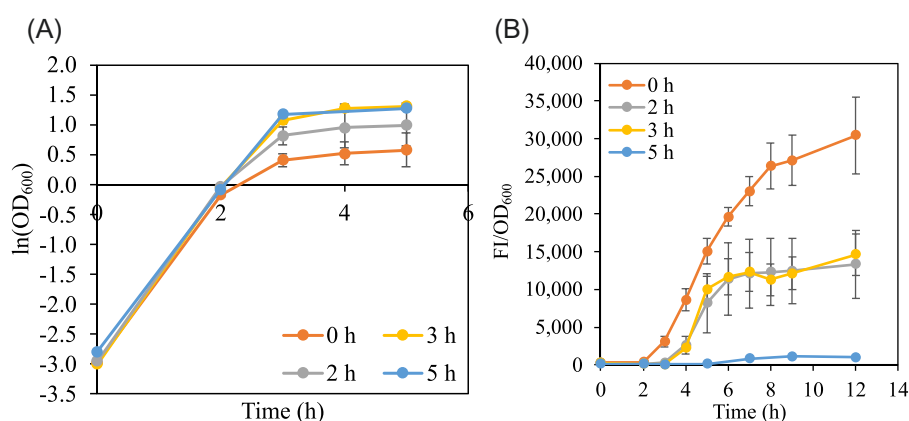 (A)
2.0
1.5
1.0
0.5
0.0
-0.5
-1.0
-1.5
-2.0
-2.5
-3.0
-3.5
ln(OD600)
0 2 4 6
0 h 3 h
2 h 5 h
Time (h)
(B)
40,000
35,000
30,000
25,000
20,000
15,000
10,000
5,000
0
FI/OD600
0 h
2 h
3 h
5 h
0 2 4 6 8 10 12 14
Time (h)